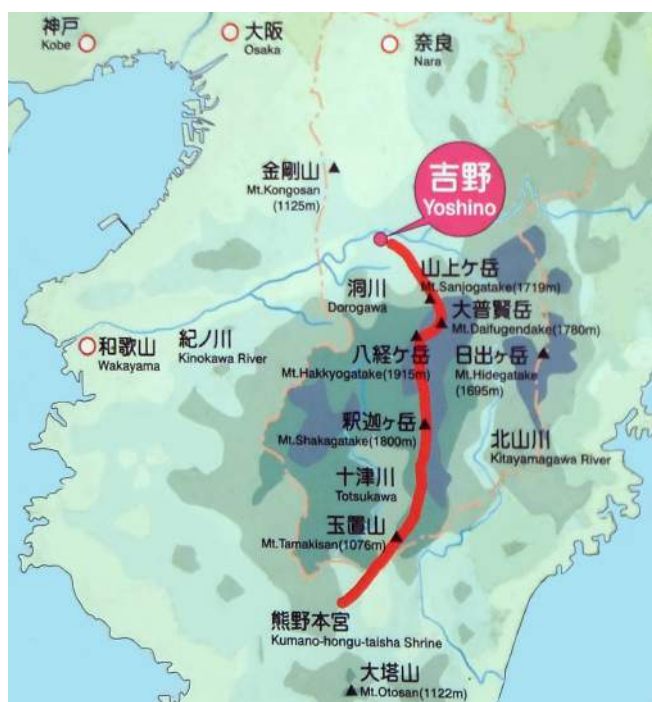 神戸
Kobe
大阪
Osaka
奈良
Nara
金剛山
Mt.Kongosan
(1125m)
吉野
Yoshino
山上ケ岳
Mt.Sanjogatake(1719m)
洞川
Dorogawa
大普賢岳
Mt.Daifugendake(1780m)
和歌山
Wakayama
紀ノ川
Kinokawa River
八経ケ岳
Mt.Hakkyogatake(1915m)
日出ケ岳
Mt.Hidegatake
(1695m)
釈迦ケ岳
Mt.Shakagatake(1800m)
北山川
Kitayamagawa River
十津川
Totsukawa
玉置山
Mt.Tamakisan(1076m)
熊野本宮
Kumano-hongu-taisha Shrine
大塔山
Mt.Otosan(1122m)